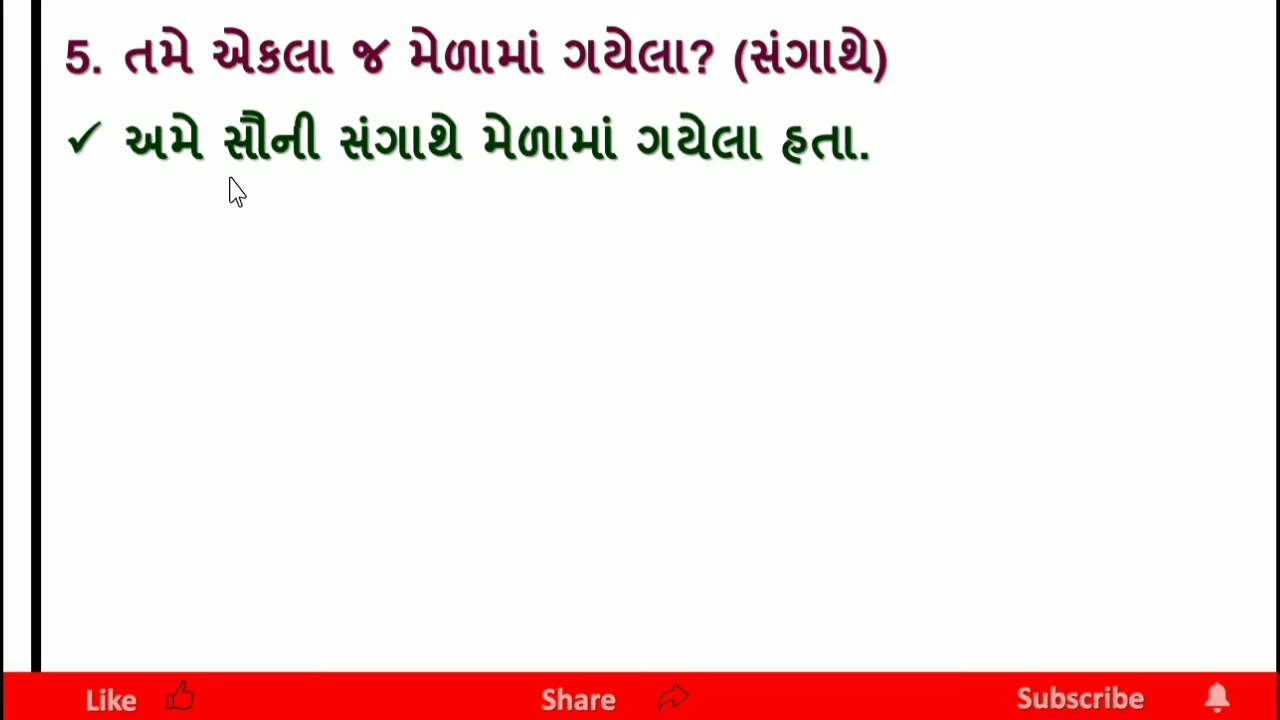 5. તમે એકલા જ મેળામાં ગયેલા? (સંગાથે)
✓ અમે સૌની સંગાથે મેળામાં ગયેલા હતા.
Like Share Subscribe